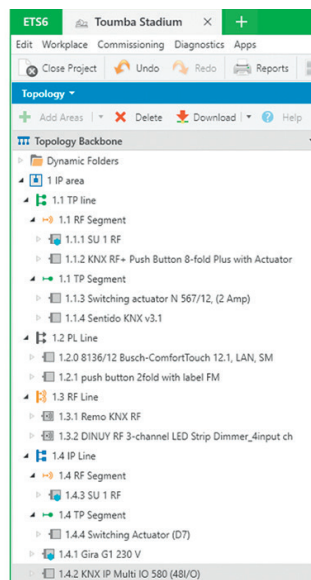 ETS6 Toumba Stadium × +
Edit Workplace Commissioning Diagnostics Apps
Close Project Undo Redo Reports
Topology
Add Areas Delete Download Help
Topology Backbone
Dynamic Folders
1 IP area
1.1 TP line
1.1 RF Segment
1.1.1 SU 1 RF
1.1.2 KNX RF+ Push Button 8-fold Plus with Actuator
1.1 TP Segment
1.1.3 Switching actuator N 567/12, (2 Amp)
1.1.4 Sentido KNX v3.1
1.2 PL Line
1.2.0 8136/12 Busch-ComfortTouch 12.1, LAN, SM
1.2.1 push button 2fold with label FM
1.3 RF Line
1.3.1 Remo KNX RF
1.3.2 DINUY RF 3-channel LED Strip Dimmer_4input ch
1.4 IP Line
1.4 RF Segment
1.4.3 SU 1 RF
1.4 TP Segment
1.4.4 Switching Actuator (D7)
1.4.1 Gira G1 230 V
1.4.2 KNX IP Multi IO 580 (48I/O)